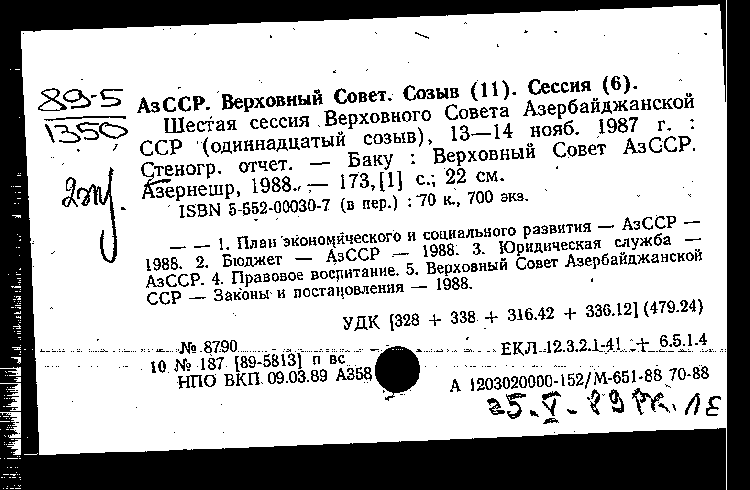 89-5
1350
2эк.
АзССР. Верховный Совет. Созыв (11). Сессия (6).
Шестая сессия Верховного Совета Азербайджанской
ССР (одиннадцатый созыв), 13—14 нояб. 1987 г. :
Стеногр. отчет. — Баку : Верховный Совет АзССР.
Азернешр, 1988. — 173,[1] с.; 22 см.
ISBN 5-552-00030-7 (в пер.) : 70 к., 700 экз.
— — 1. План экономического и социального развития — АзССР —
1988. 2. Бюджет — АзССР — 1988. 3. Юридическая служба —
АзССР. 4. Правовое воспитание. 5. Верховный Совет Азербайджанской
ССР — Законы и постановления — 1988.
УДК [328 + 338 + 316.42 + 336.12] (479.24)
№ 8790
ЕКЛ 12.3.2.1-41 + 6.5.1.4
10 № 187 [89-5813] п вс
НПО ВКП 09.03.89 А358
А 1203020000-152/М-651-88 70-88
25.V-89